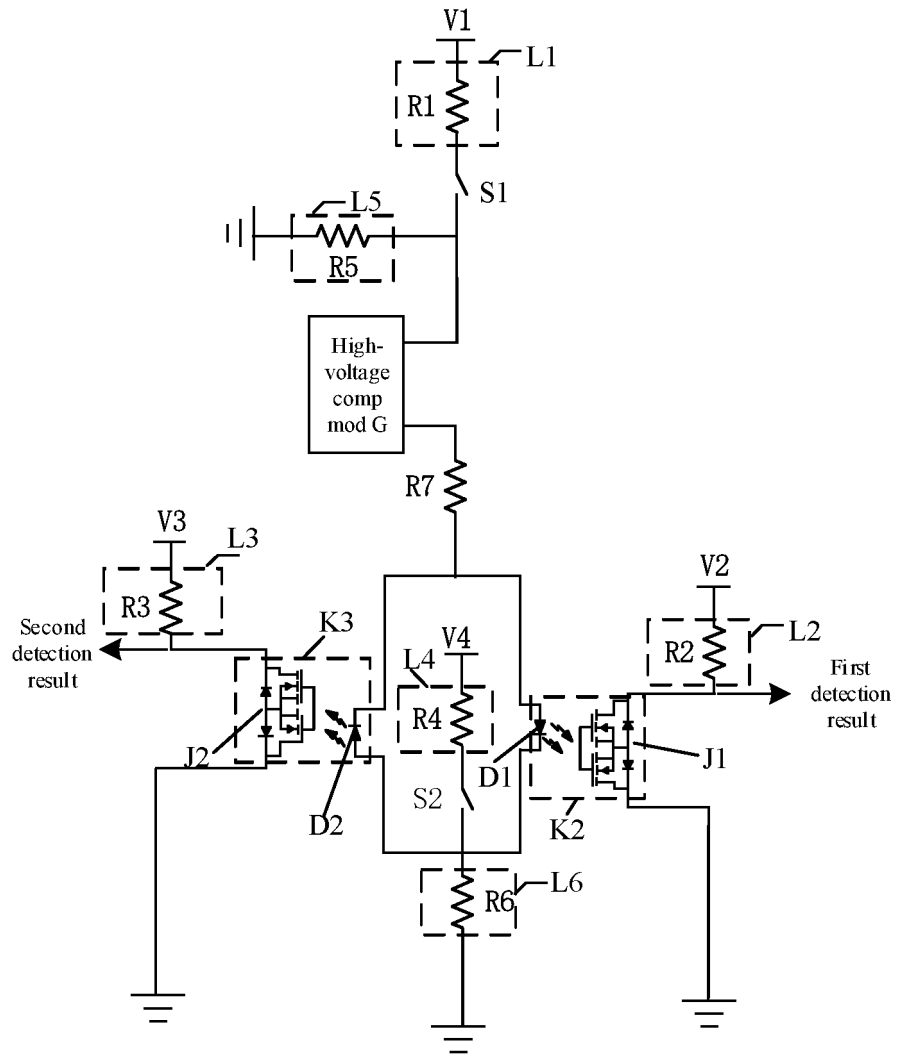 V1
L1
R1
S1
L5
R5
High-
voltage
comp
mod G
R7
V3
L3
R3
Second
detection
result
K3
J2
D2
V4
L4
R4
S2
V2
L2
R2
First
detection
result
D1
J1
K2
L6
R6